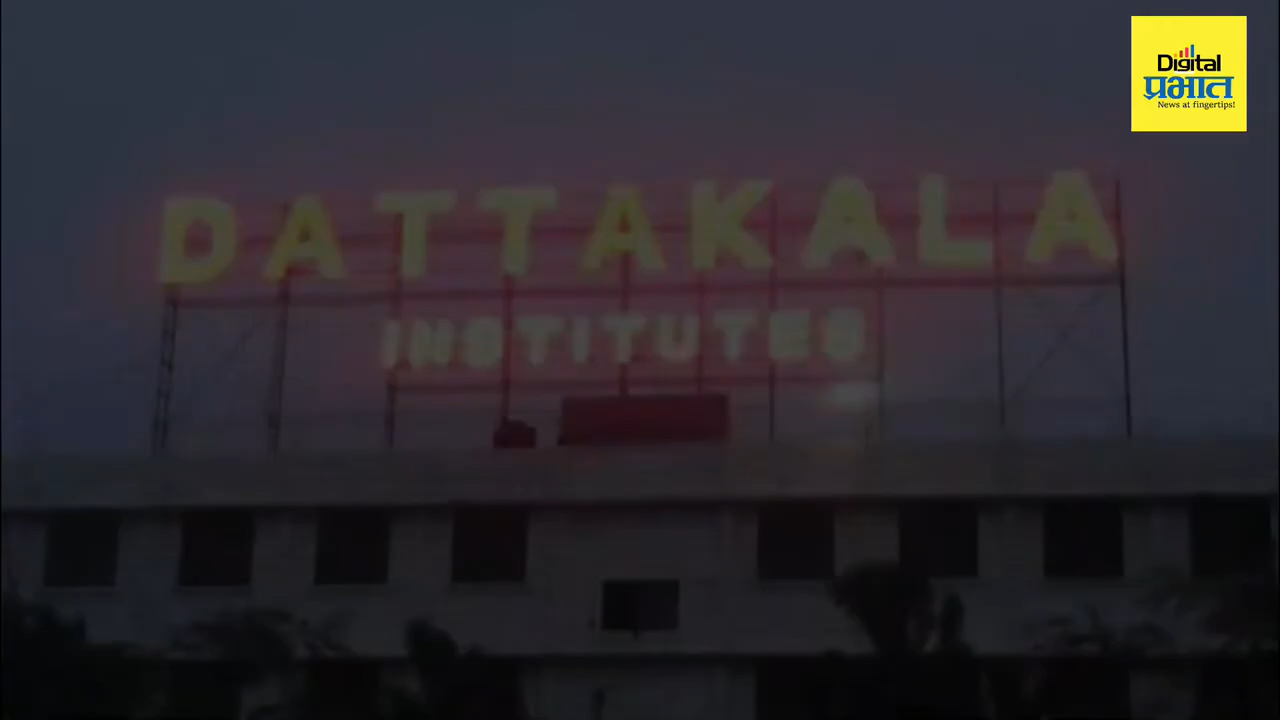 Digital
प्रभात
News at fingertips!
DATTAKALA
INSTITUTES